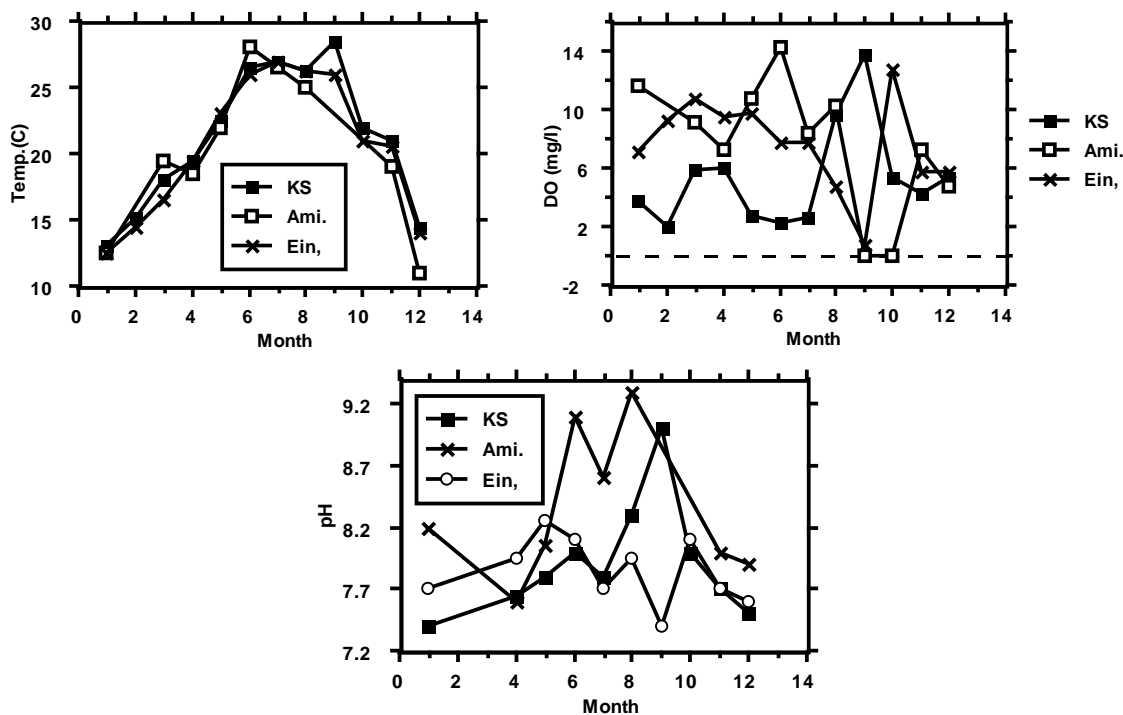 30
25
20
15
10
Temp.(C)
KS
Ami.
Ein,
0 2 4 6 8 10 12 14
Month
14
10
6
2
-2
DO (mg/l)
0 2 4 6 8 10 12 14
Month
KS
Ami.
Ein,
9.2
8.7
8.2
7.7
7.2
pH
KS
Ami.
Ein,
0 2 4 6 8 10 12 14
Month